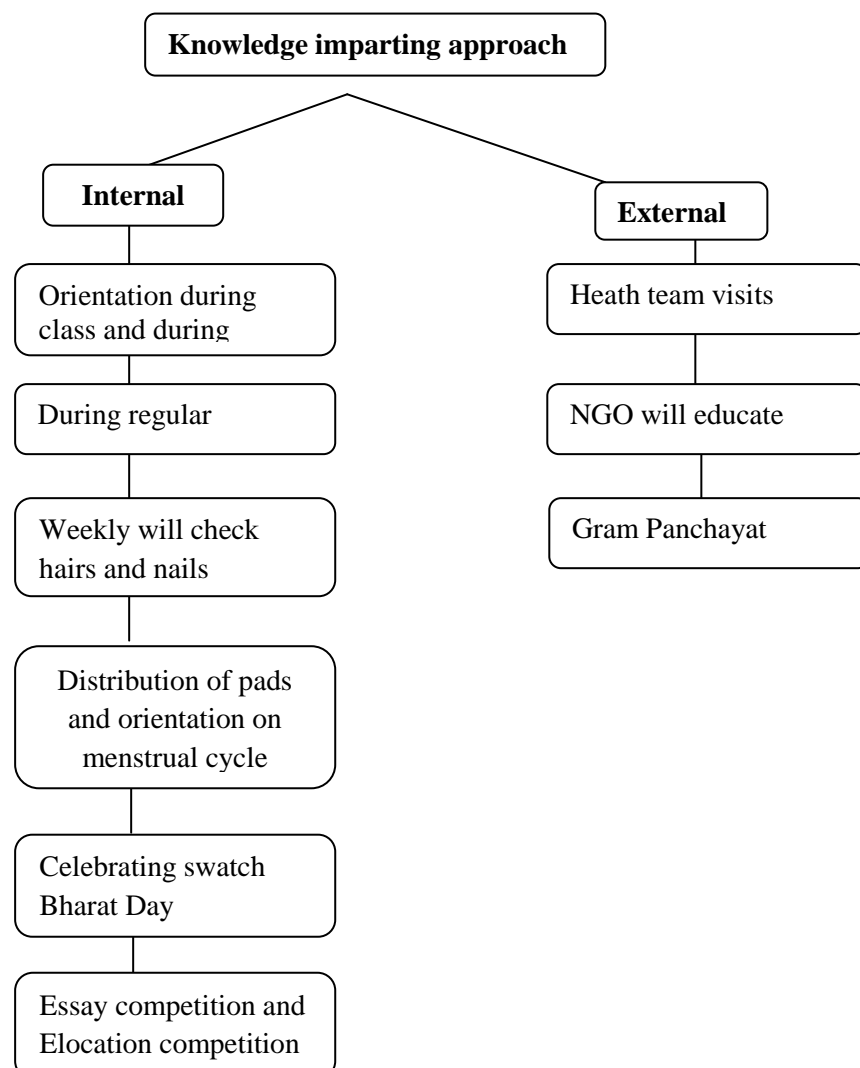 Knowledge imparting approach
Internal
External
Orientation during
class and during
Heath team visits
During regular
NGO will educate
Weekly will check
hairs and nails
Gram Panchayat
Distribution of pads
and orientation on
menstrual cycle
Celebrating swatch
Bharat Day
Essay competition and
Elocation competition